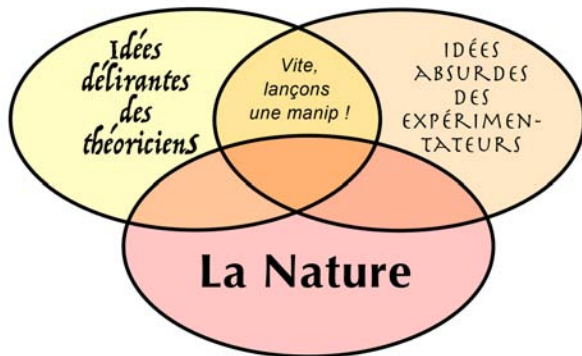 Idées
délirantes
des
théoriciens
Vite,
lançons
une manip !
IDÉES
ABSURDES
DES
EXPÉRIMEN-
TATEURS
La Nature